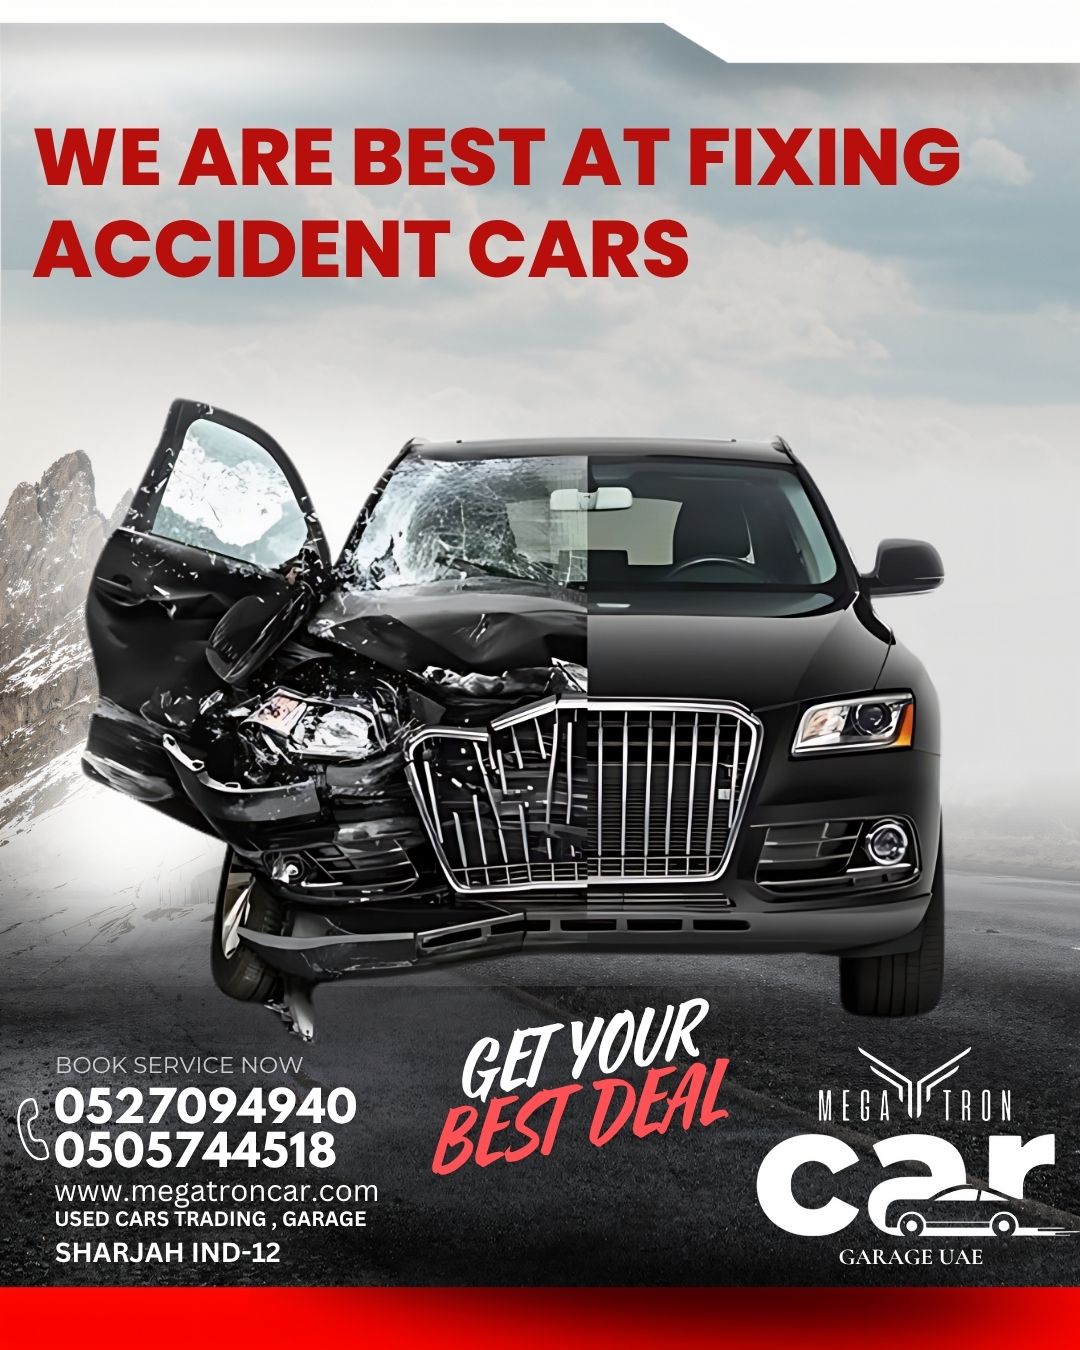 WE ARE BEST AT FIXING
ACCIDENT CARS
GET YOUR
BEST DEAL
BOOK SERVICE NOW
0527094940
0505744518
www.megatroncar.com
USED CARS TRADING , GARAGE
SHARJAH IND-12
MEGA TRON
car
GARAGE UAE